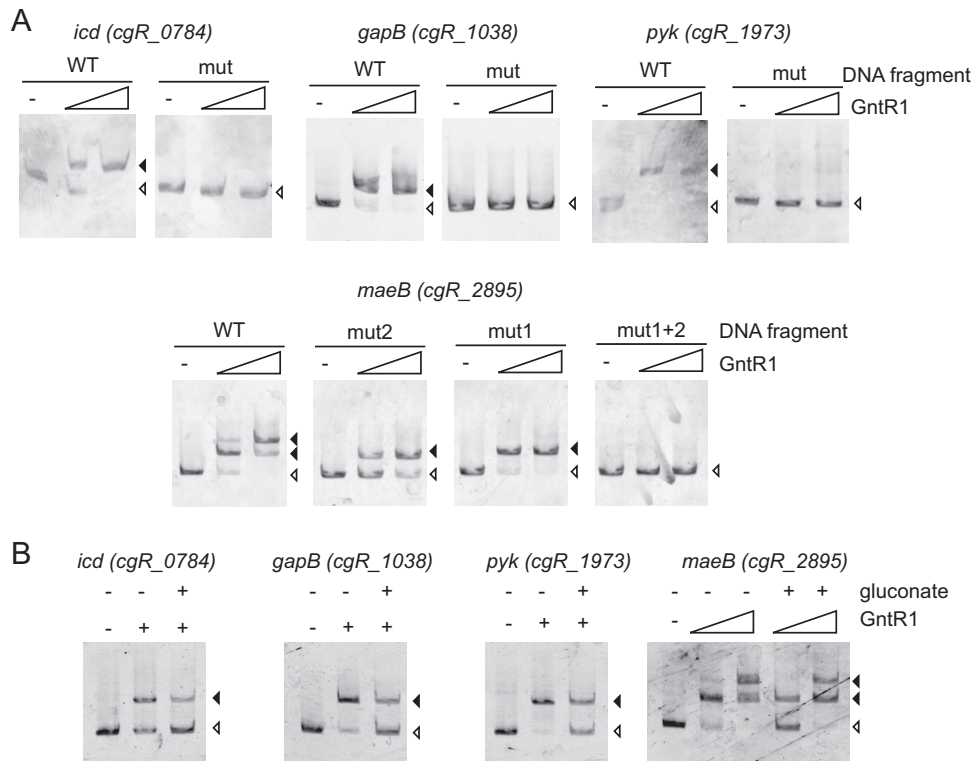 A
icd (cgR_0784) gapB (cgR_1038) pyk (cgR_1973)
WT mut WT mut WT mut DNA fragment
- - - GntR1
maeB (cgR_2895)
WT mut2 mut1 mut1+2 DNA fragment
- - - - GntR1
B
icd (cgR_0784) gapB (cgR_1038) pyk (cgR_1973) maeB (cgR_2895)
- - + - - + - - + - - - + + gluconate
- + + - + + - + + - GntR1